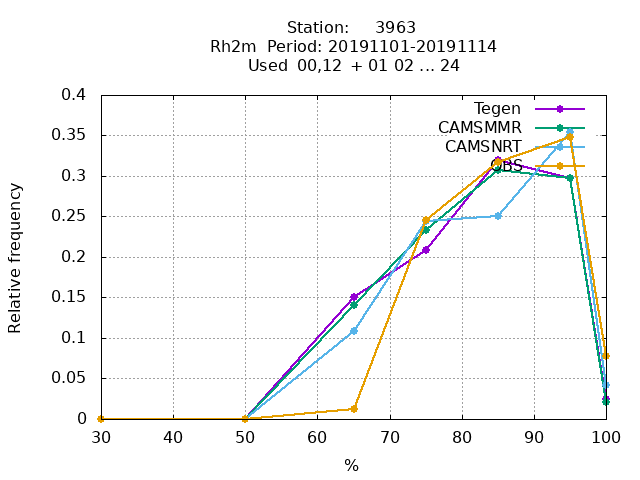 Station: 3963
Rh2m Period: 20191101-20191114
Used 00,12 + 01 02 ... 24
0.4
0.35
0.3
0.25
0.2
0.15
0.1
0.05
0
Relative frequency
Tegen
CAMSMMR
CAMSNRT
OBS
30 40 50 60 70 80 90 100
%